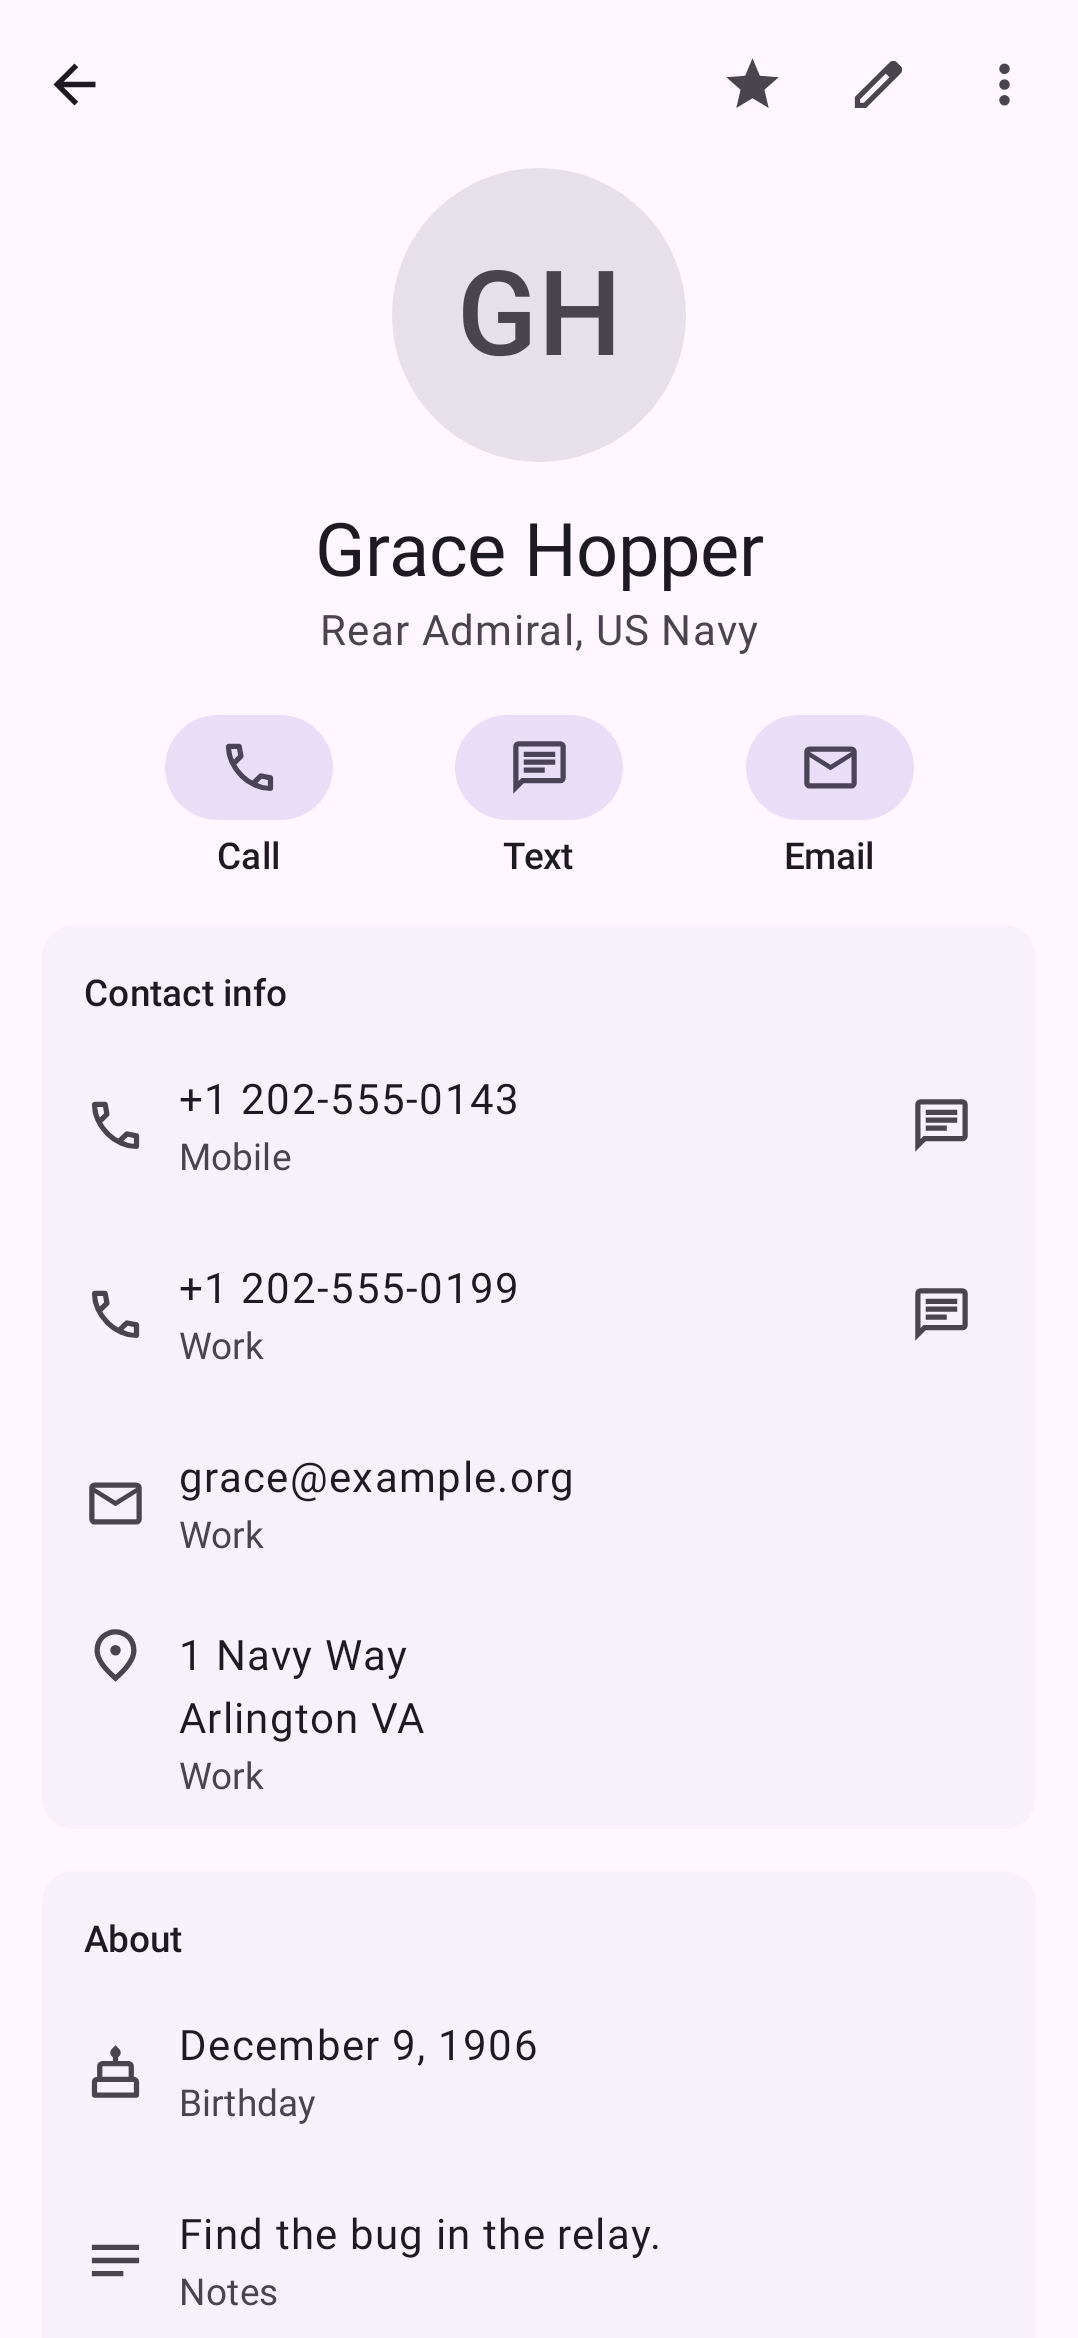 GH
Grace Hopper
Rear Admiral, US Navy
Call
Text
Email
Contact info
+1 202-555-0143
Mobile
+1 202-555-0199
Work
grace@example.org
Work
1 Navy Way
Arlington VA
Work
About
December 9, 1906
Birthday
Find the bug in the relay.
Notes